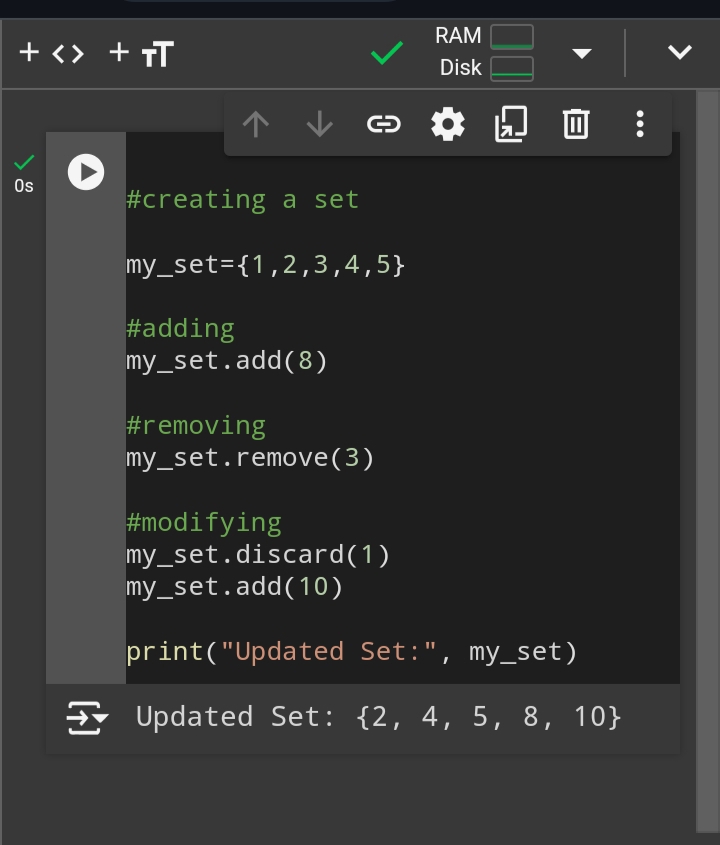 + <> + TT
RAM
Disk
0s
#creating a set
my_set={1,2,3,4,5}
#adding
my_set.add(8)
#removing
my_set.remove(3)
#modifying
my_set.discard(1)
my_set.add(10)
print("Updated Set:", my_set)
Updated Set: {2, 4, 5, 8, 10}